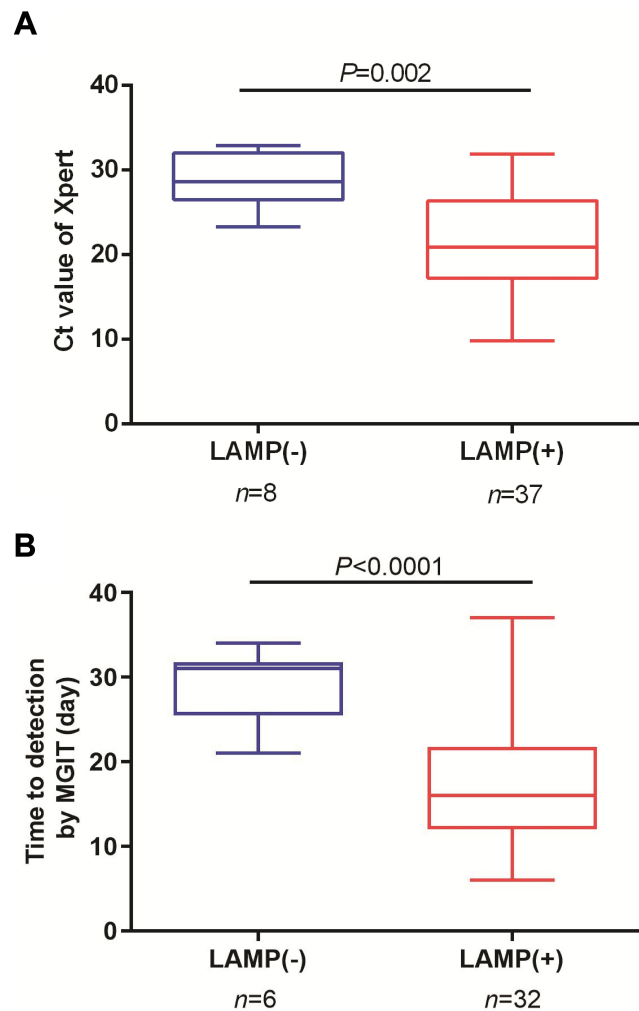 A
P=0.002
40
30
20
10
0
Ct value of Xpert
LAMP(-)
LAMP(+)
n=8
n=37
B
P<0.0001
40
30
20
10
0
Time to detection
by MGIT (day)
LAMP(-)
LAMP(+)
n=6
n=32